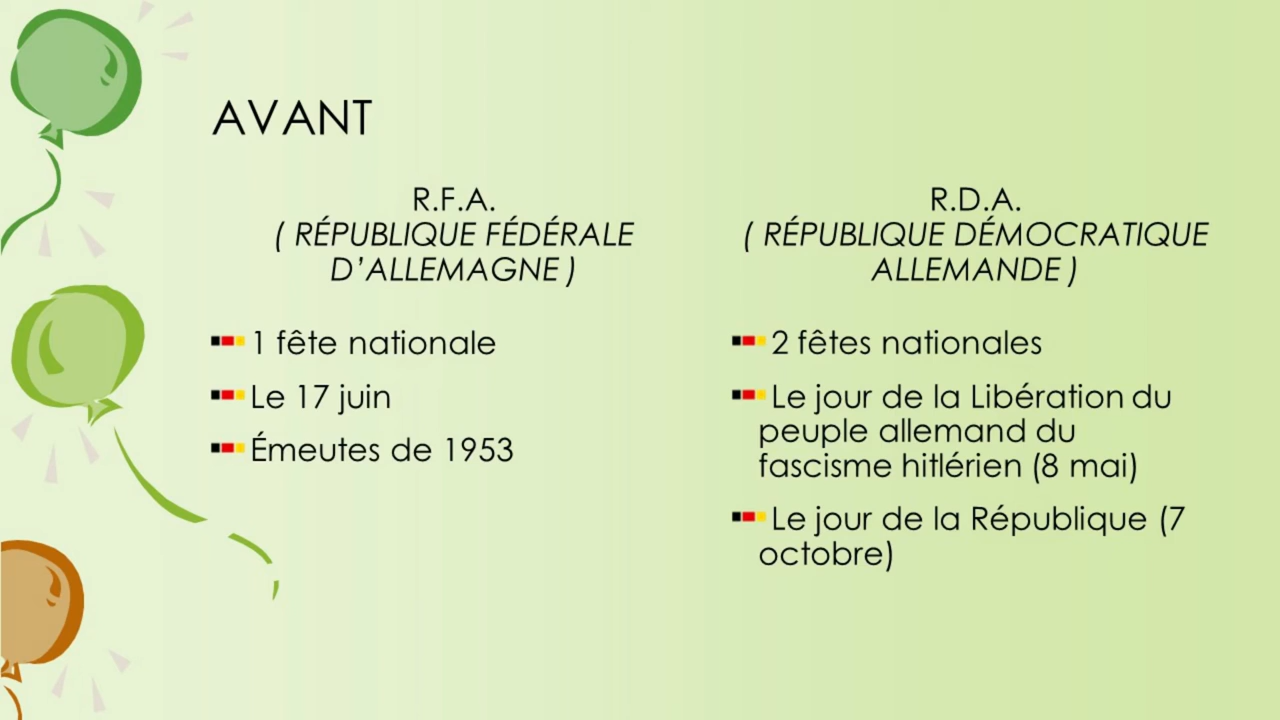 AVANT
R.F.A.
( RÉPUBLIQUE FÉDÉRALE
D’ALLEMAGNE )
1 fête nationale
Le 17 juin
Émeutes de 1953
R.D.A.
( RÉPUBLIQUE DÉMOCRATIQUE
ALLEMANDE )
2 fêtes nationales
Le jour de la Libération du
peuple allemand du
fascisme hitlérien (8 mai)
Le jour de la République (7
octobre)